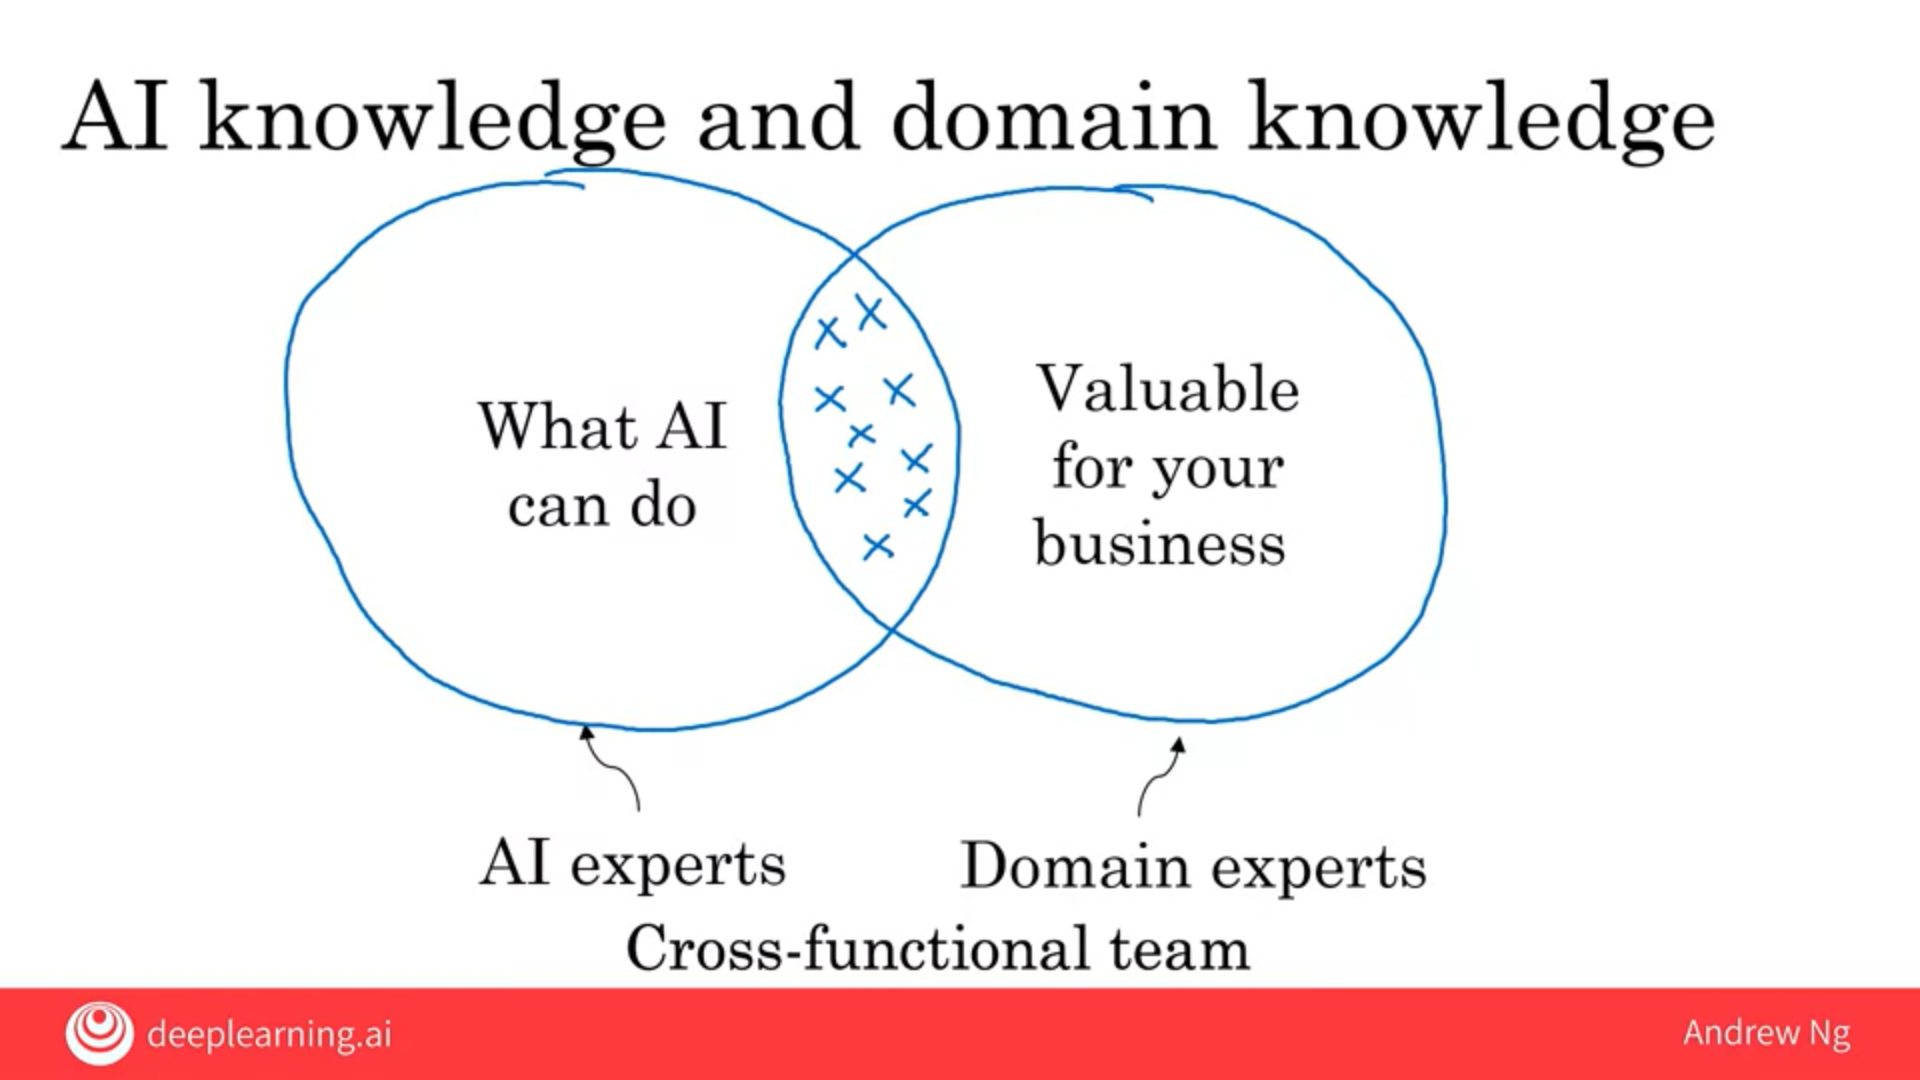 AI knowledge and domain knowledge
What AI
can do
Valuable
for your
business
AI experts
Domain experts
Cross-functional team
deeplearning.ai
Andrew Ng